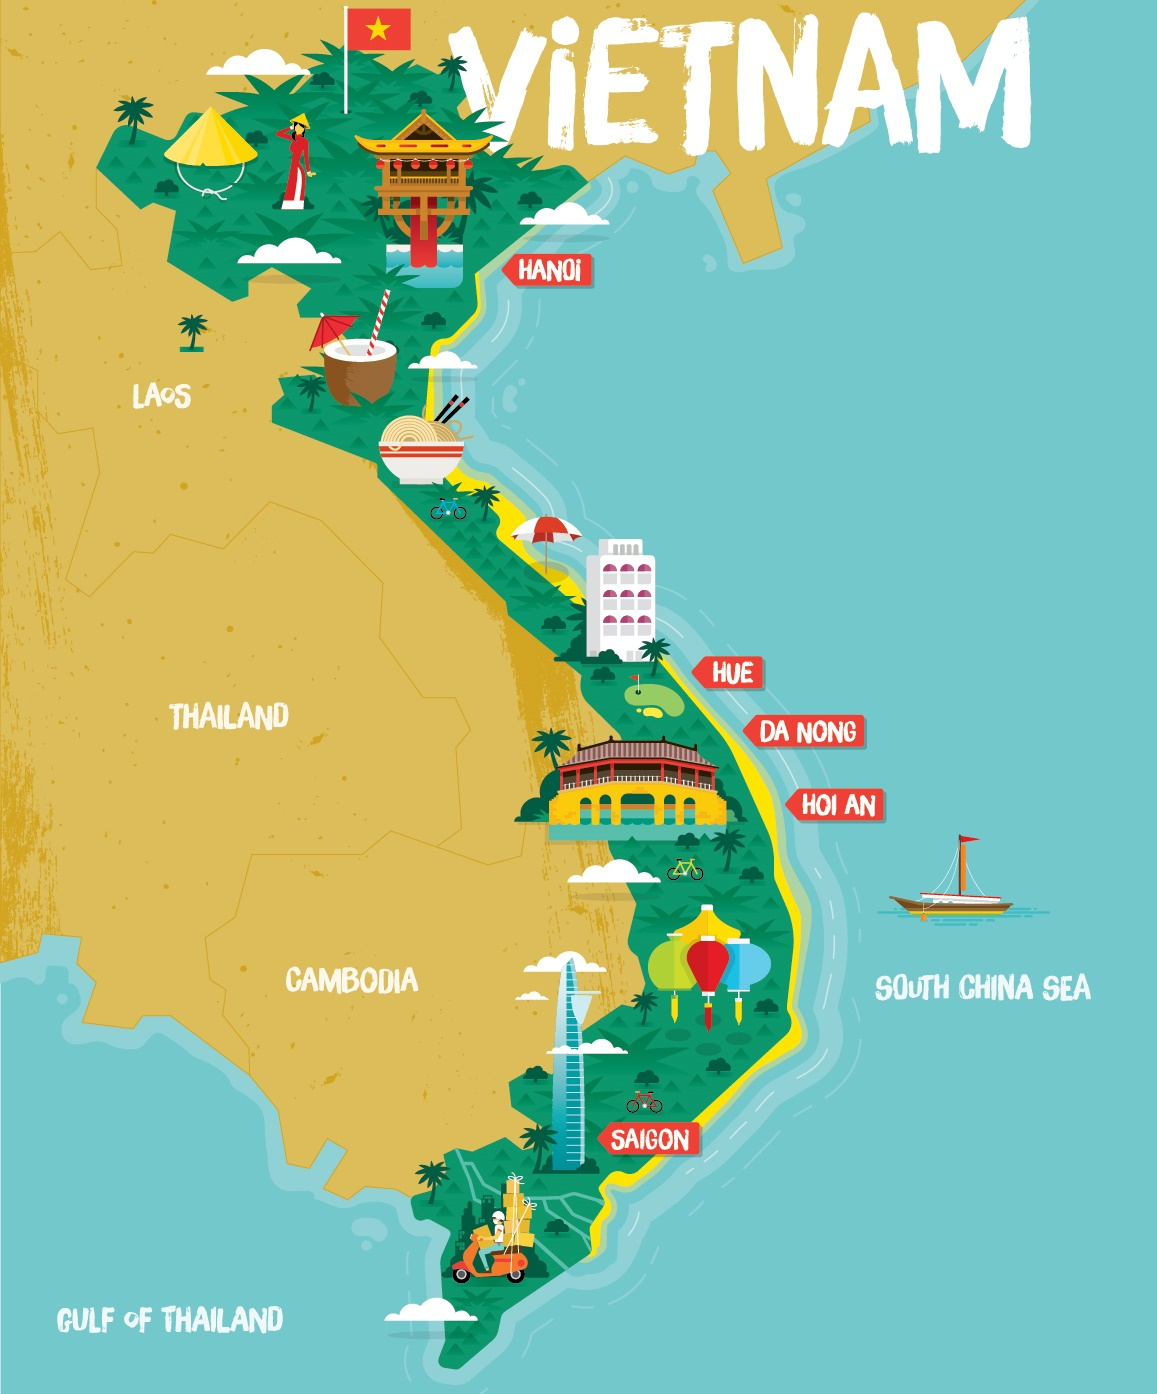 VIETNAM
HANOI
LAOS
HUE
THAILAND
DA NONG
HOI AN
CAMBODIA
SOUTH CHINA SEA
SAIGON
GULF OF THAILAND